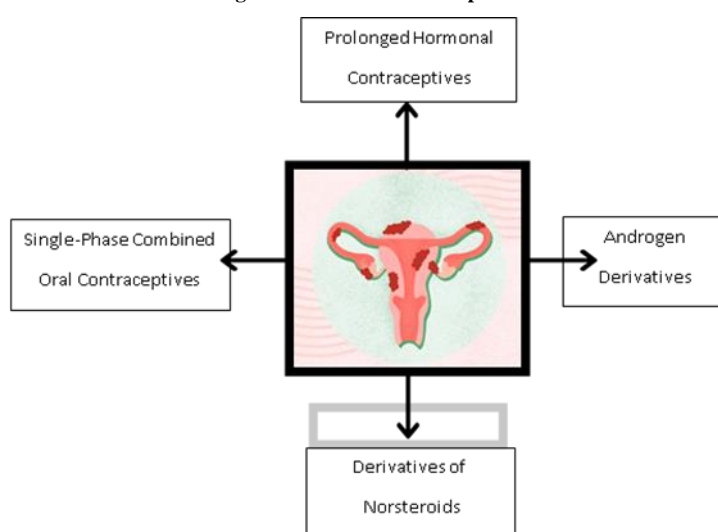 Prolonged Hormonal
Contraceptives
Single-Phase Combined
Oral Contraceptives
Androgen
Derivatives
Derivatives of
Norsteroids